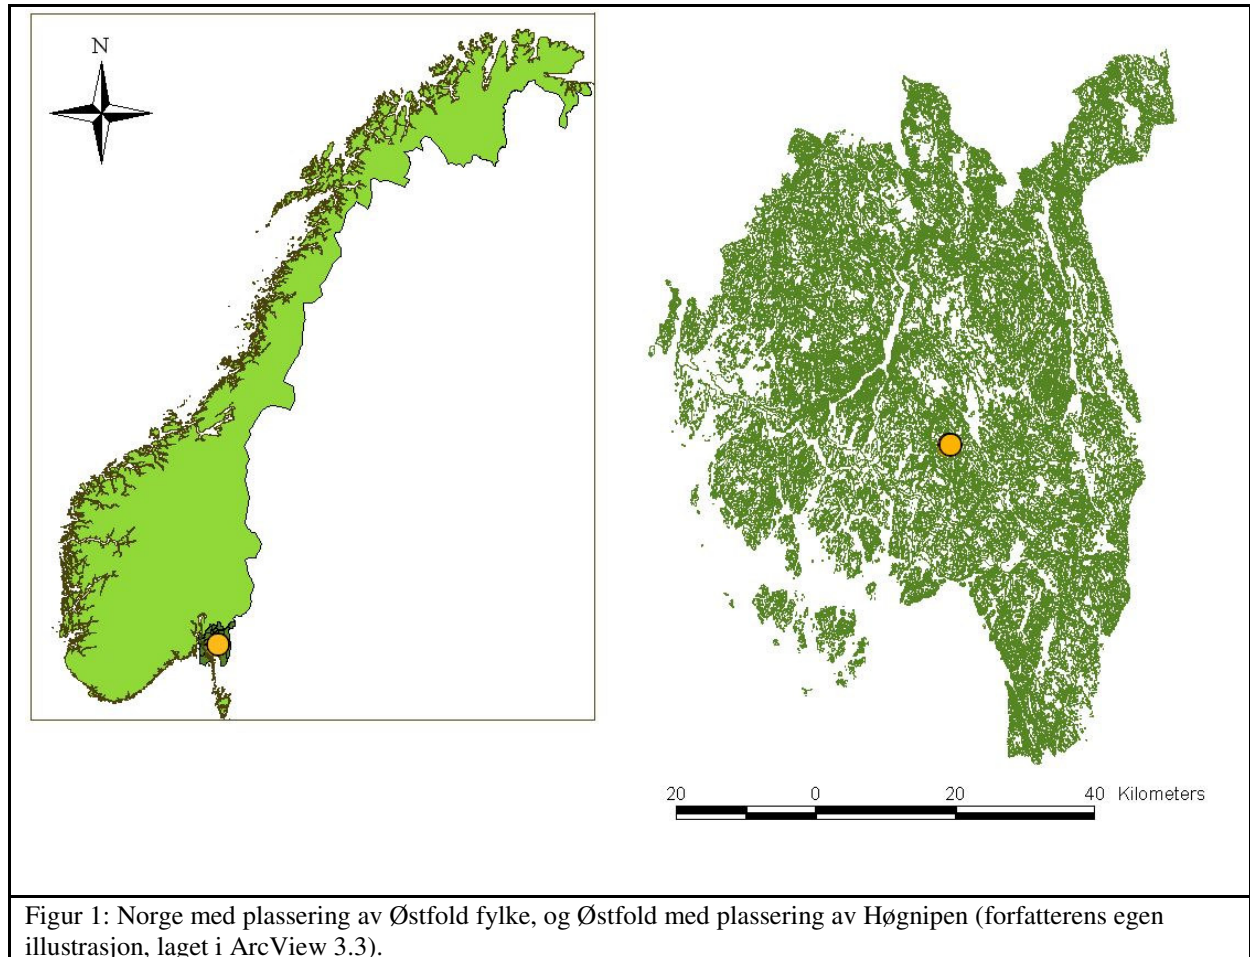 N
20 0 20 40 Kilometers
Figur 1: Norge med plassering av Østfold fylke, og Østfold med plassering av Høgnipen (forfatterens egen
illustrasjon, laget i ArcView 3.3).